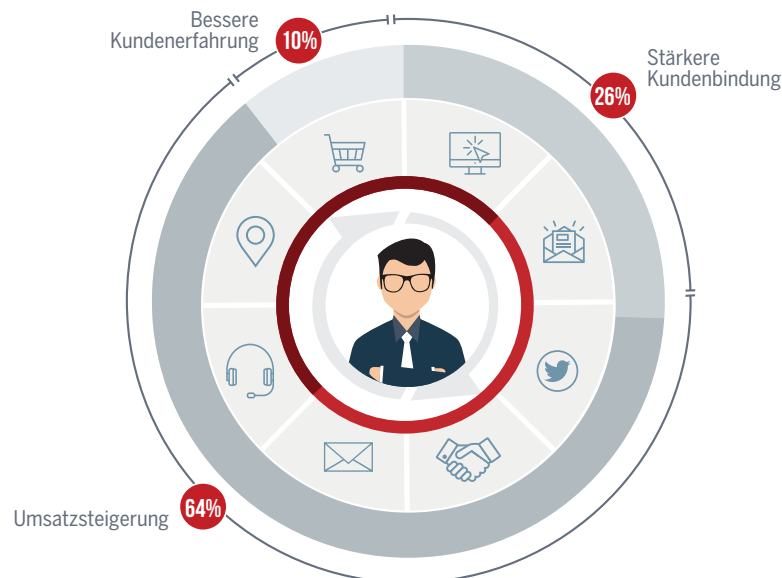 Bessere
Kundenerfahrung
10%
Stärkere
Kundenbindung
26%
Umsatzsteigerung
64%